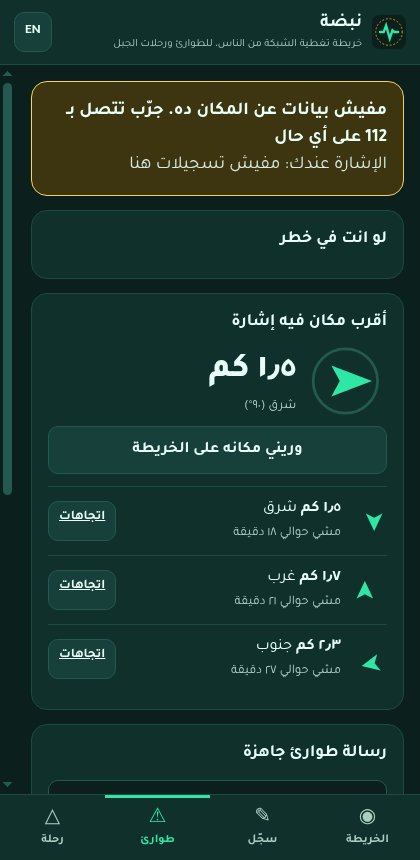 نبضة
خريطة تغطية الشبكة من الناس، للطوارئ ورحلات الجبل
EN
مفيش بيانات عن المكان ده. جرّب تتصل بـ
112 على أي حال
الإشارة عندك: مفيش تسجيلات هنا
لو انت في خطر
أقرب مكان فيه إشارة
١٫٥ كم
شرق (٩٠°)
وريني مكانه على الخريطة
١٫٥ كم شرق
مشي حوالي ١٨ دقيقة
اتجاهات
١٫٧ كم غرب
مشي حوالي ٢١ دقيقة
اتجاهات
٢٫٣ كم جنوب
مشي حوالي ٢٧ دقيقة
اتجاهات
رسالة طوارئ جاهزة
الخريطة
سجّل
طوارئ
رحلة